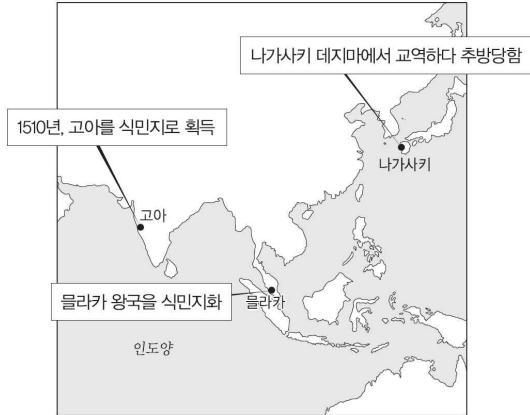 나가사키 데지마에서 교역하다 추방당함
1510년, 고아를 식민지로 획득
나가사키
고아
믈라카 왕국을 식민지화
믈라카
인도양